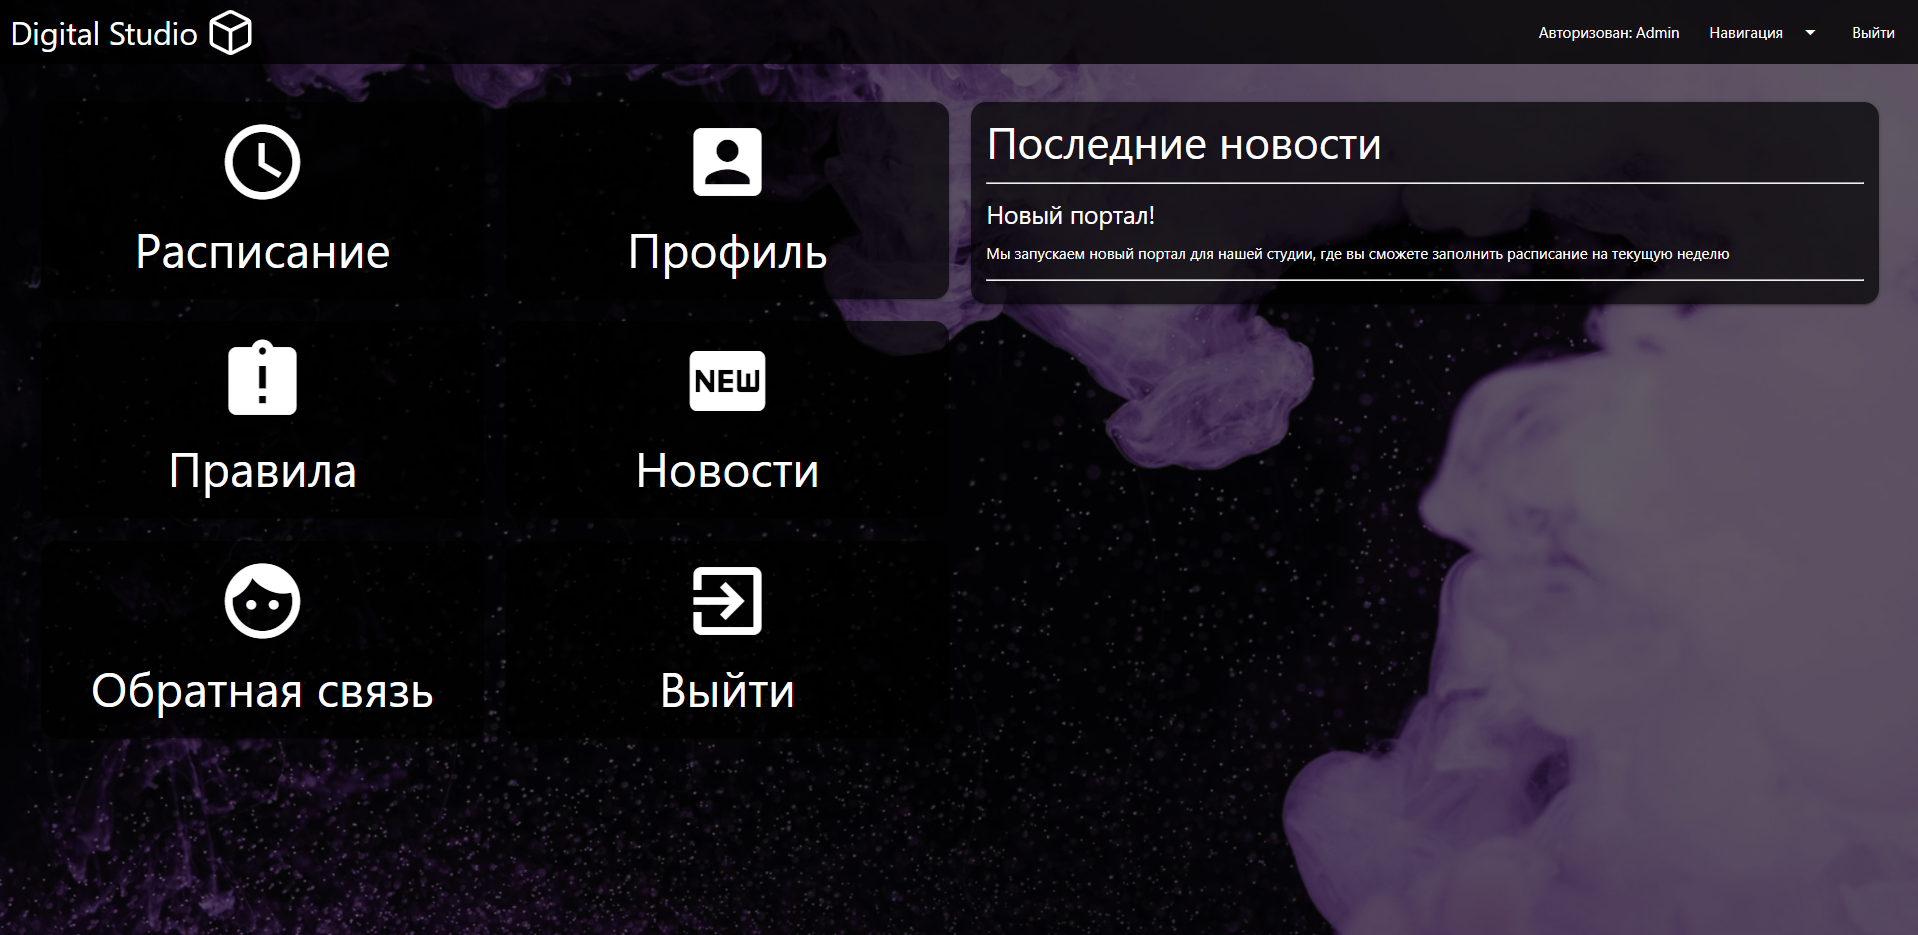 Digital Studio
Авторизован: Admin
Навигация
Выйти
Расписание
Профиль
Правила
NEW
Новости
Обратная связь
Выйти
Последние новости
Новый портал!
Мы запускаем новый портал для нашей студии, где вы сможете заполнить расписание на текущую неделю